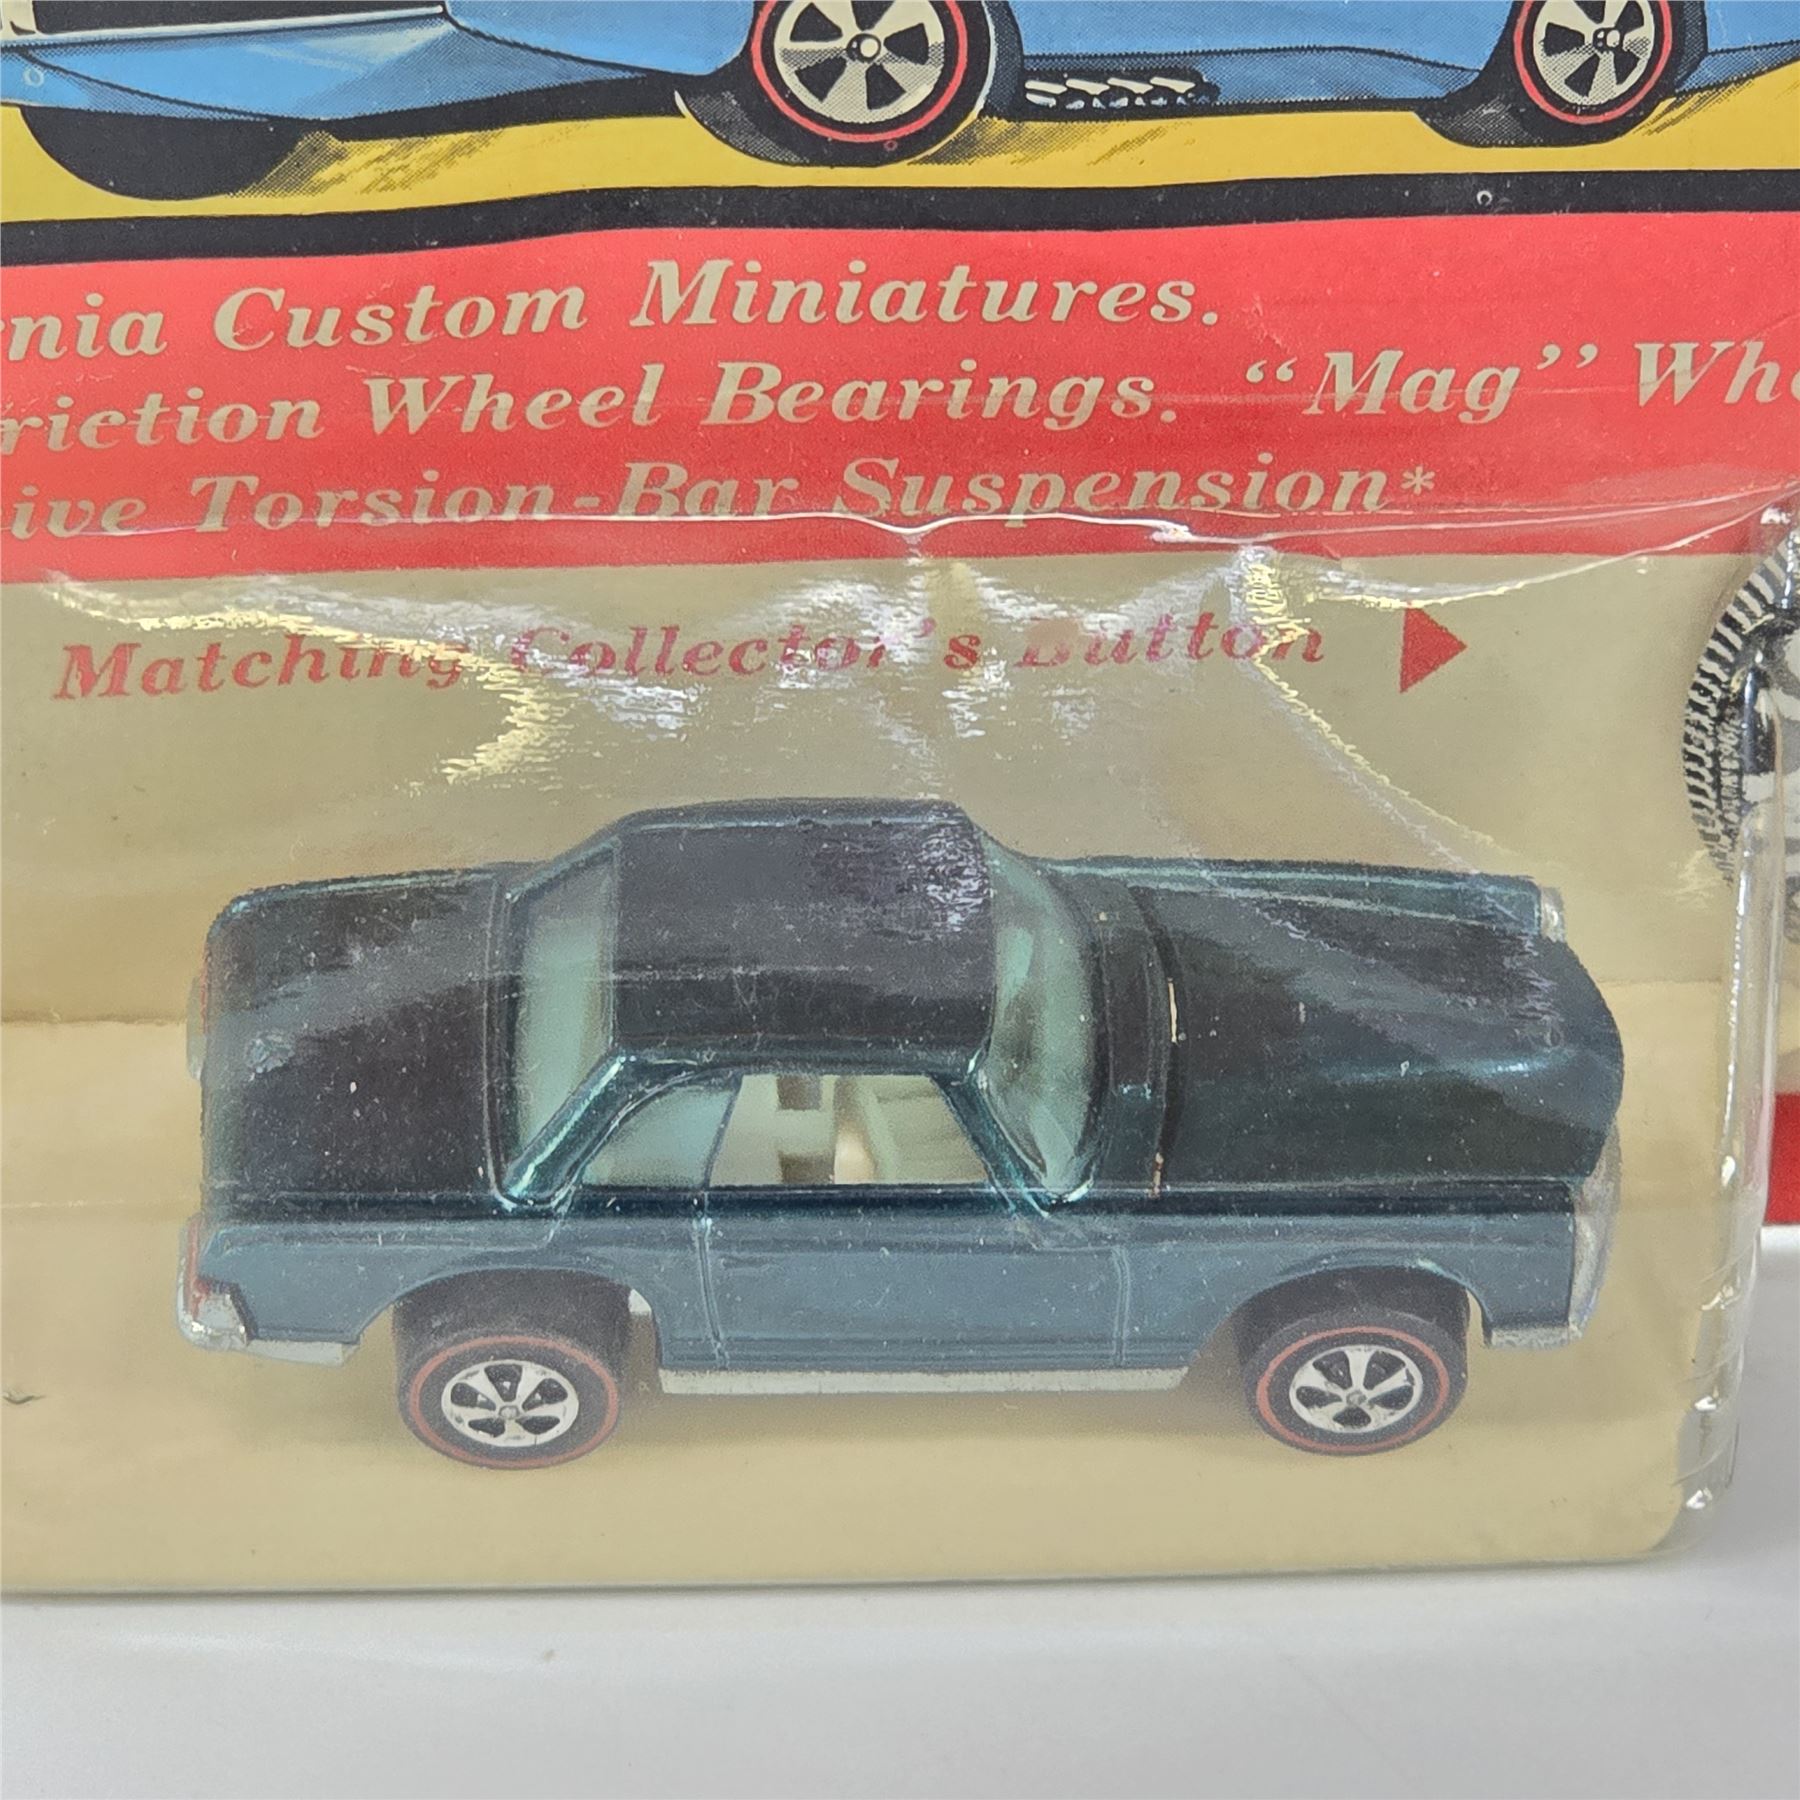 nia Custom Miniatures.
riction Wheel Bearings. “Mag” Whe
ive Torsion-Bar Suspension*
Matching Collector's Button